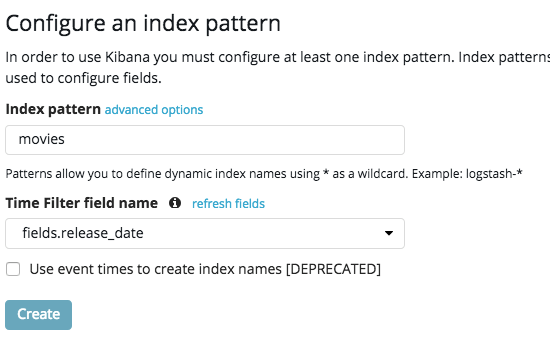 Configure an index pattern
In order to use Kibana you must configure at least one index pattern. Index patterns
used to configure fields.
Index pattern advanced options
movies
Patterns allow you to define dynamic index names using * as a wildcard. Example: logstash-*
Time Filter field name refresh fields
fields.release_date
Use event times to create index names [DEPRECATED]
Create